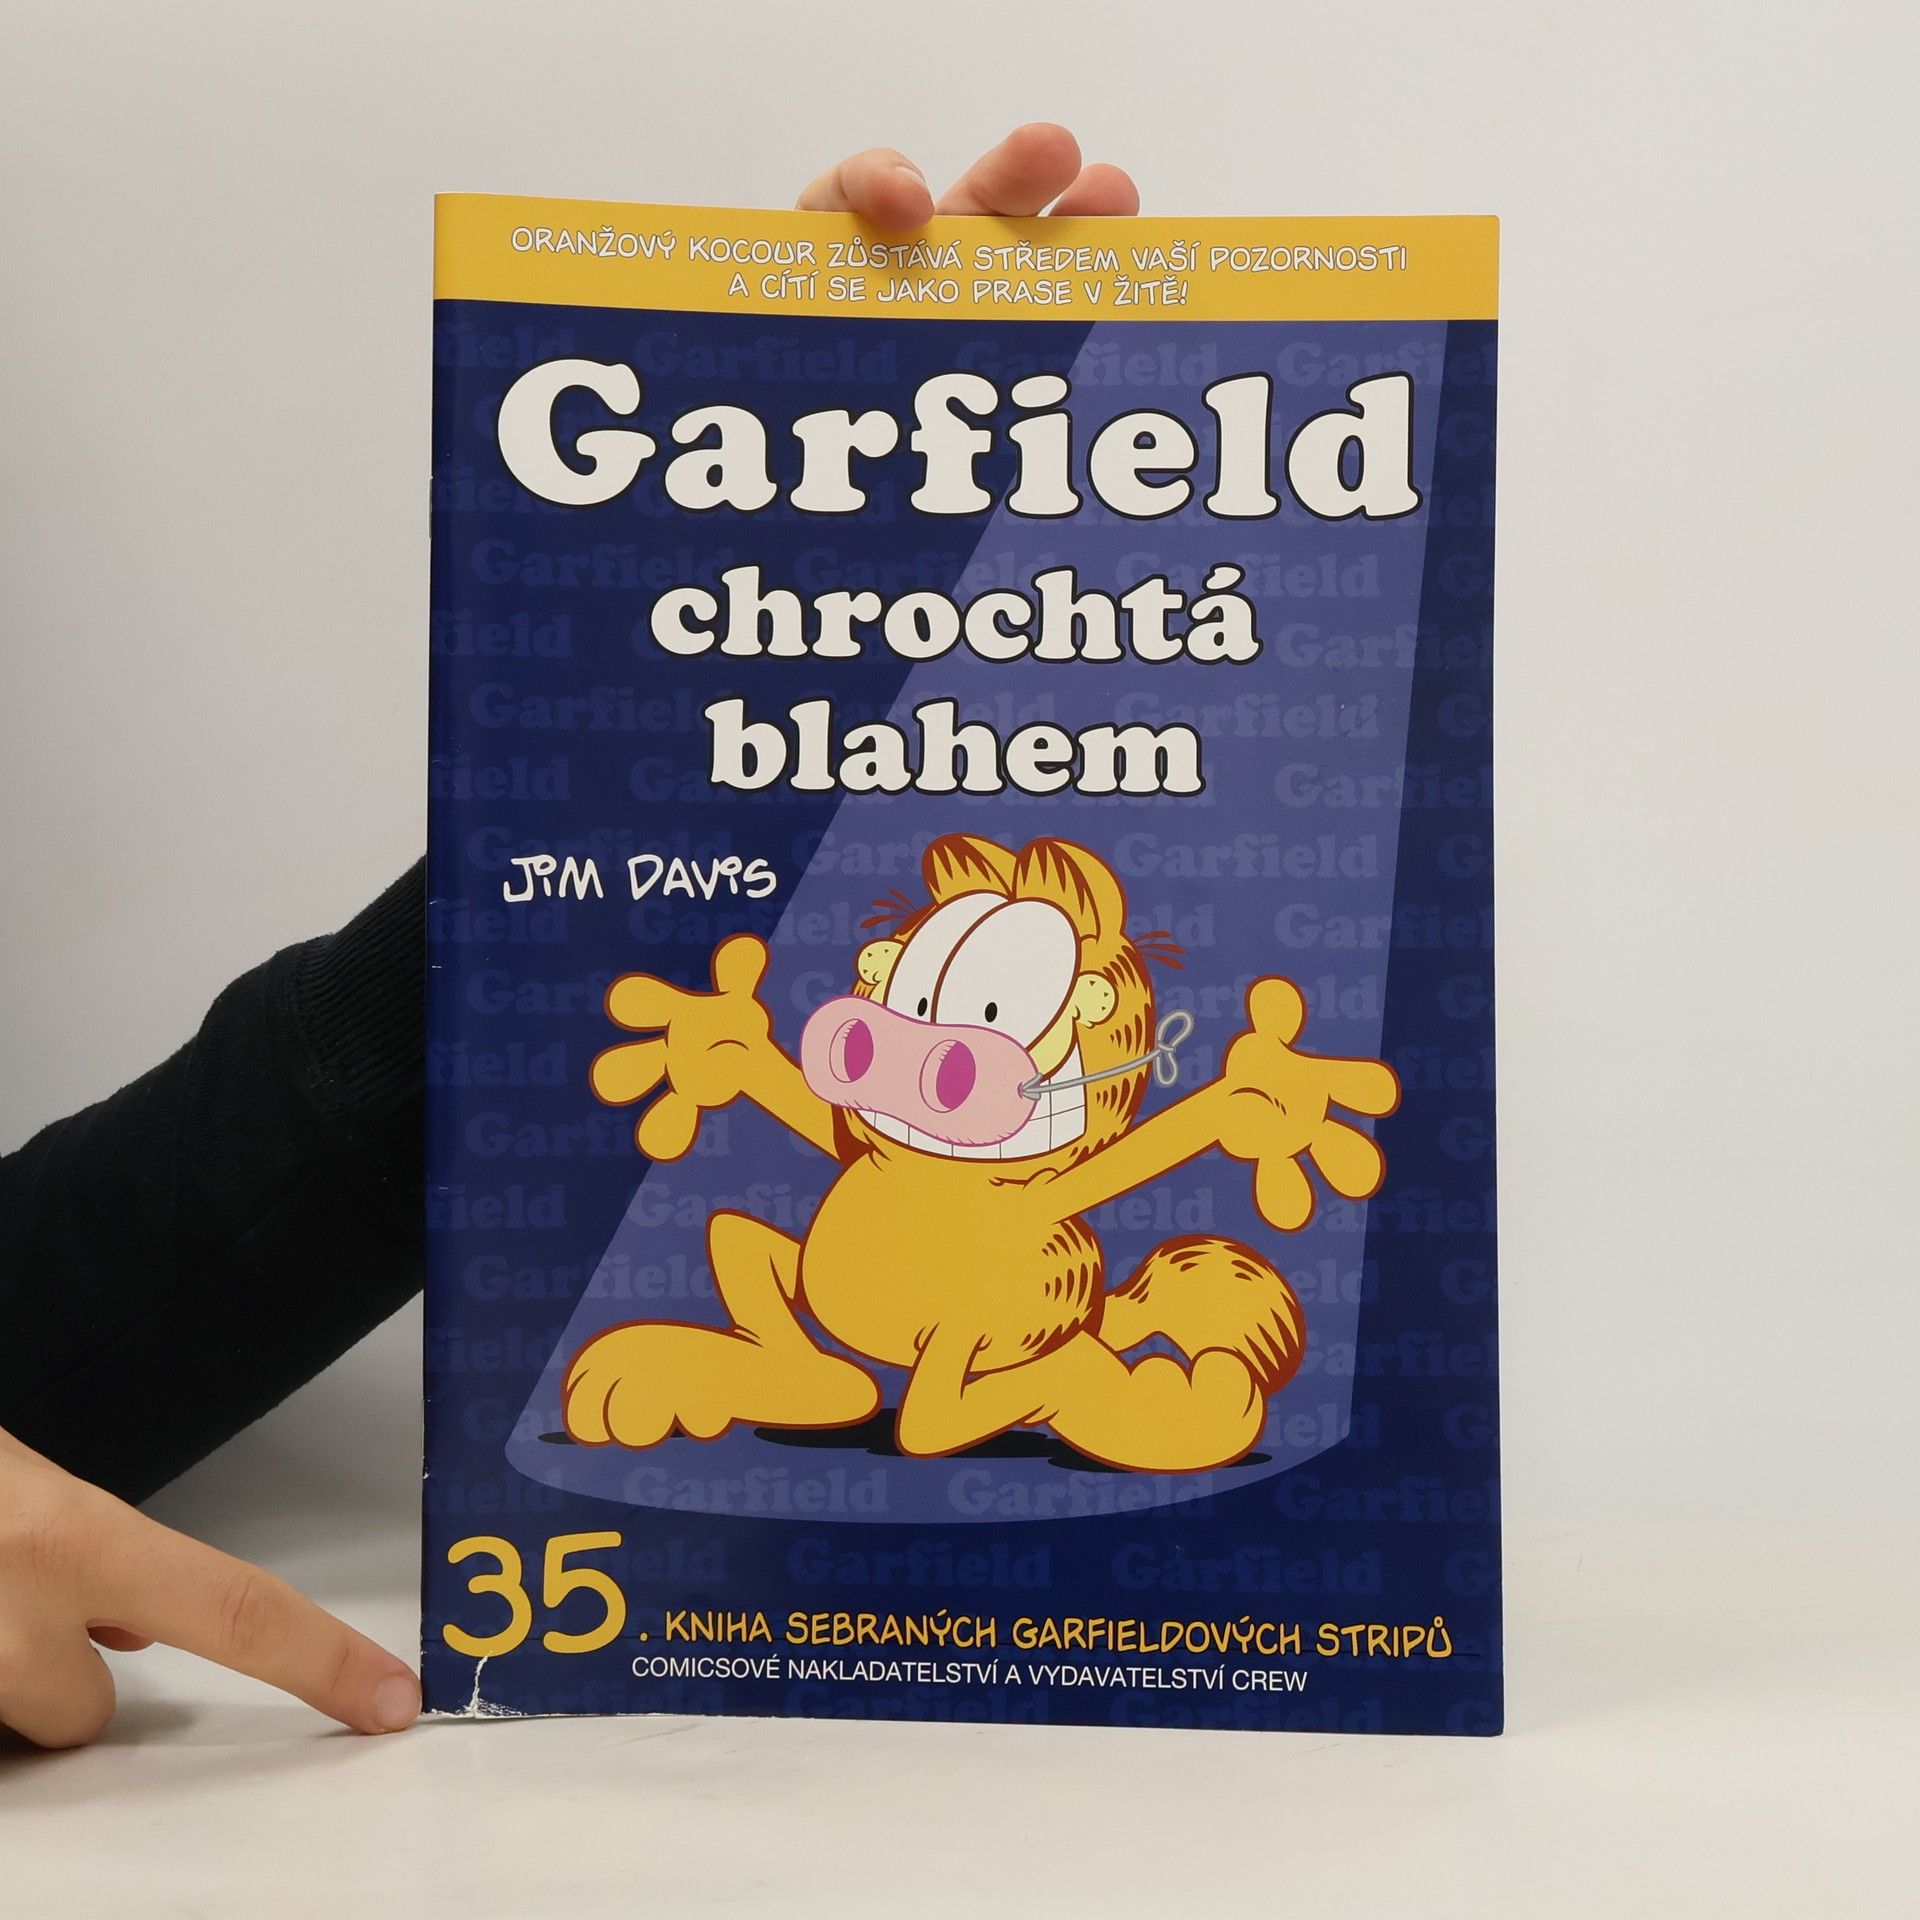 ORANŽOVÝ KOCOUR ZŮSTÁVÁ STŘEDEM VAŠÍ POZORNOSTI
A CÍTÍ SE JAKO PRASE V ŽITĚ!
Garfield
chrochtá
blahem
JIM DAVIS
35. KNIHA SEBRANÝCH GARFIELDOVÝCH STRIPŮ
COMICSOVÉ NAKLADATELSTVÍ A VYDAVATELSTVÍ CREW